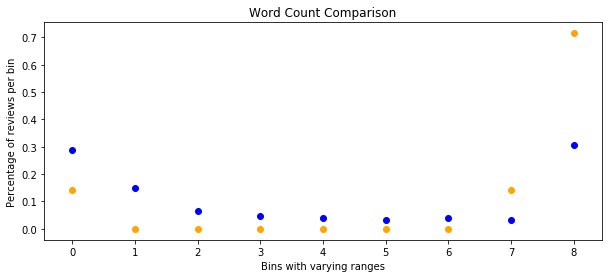 Word Count Comparison
Percentage of reviews per bin
0.7
0.6
0.5
0.4
0.3
0.2
0.1
0.0
0 1 2 3 4 5 6 7 8
Bins with varying ranges